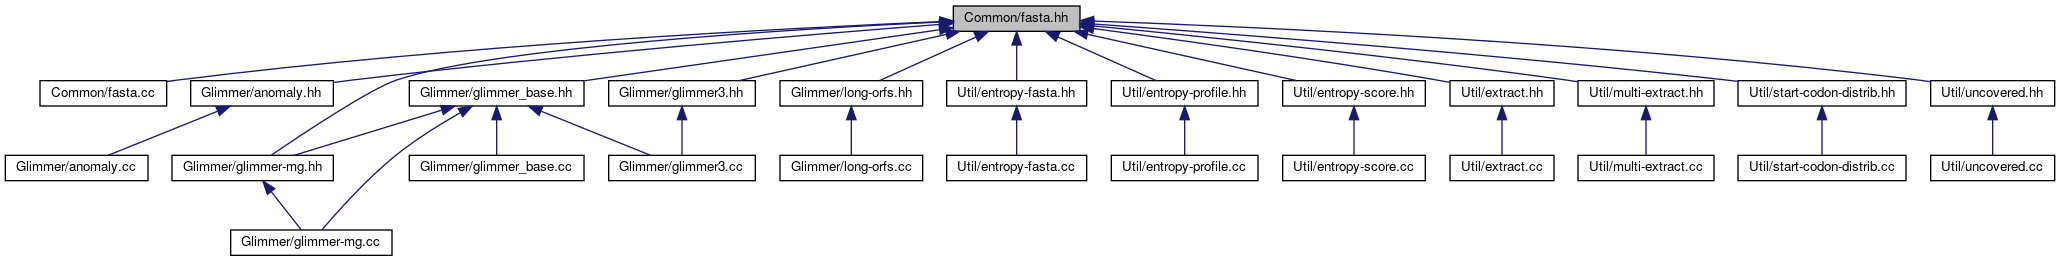 Common/fasta.hh
Common/fasta.cc
Glimmer/anomaly.hh
Glimmer/glimmer_base.hh
Glimmer/glimmer3.hh
Glimmer/long-orfs.hh
Util/entropy-fasta.hh
Util/entropy-profile.hh
Util/entropy-score.hh
Util/extract.hh
Util/multi-extract.hh
Util/start-codon-distrib.hh
Util/uncovered.hh
Glimmer/anomaly.cc
Glimmer/glimmer-mg.hh
Glimmer/glimmer_base.cc
Glimmer/glimmer3.cc
Glimmer/long-orfs.cc
Util/entropy-fasta.cc
Util/entropy-profile.cc
Util/entropy-score.cc
Util/extract.cc
Util/multi-extract.cc
Util/start-codon-distrib.cc
Util/uncovered.cc
Glimmer/glimmer-mg.cc